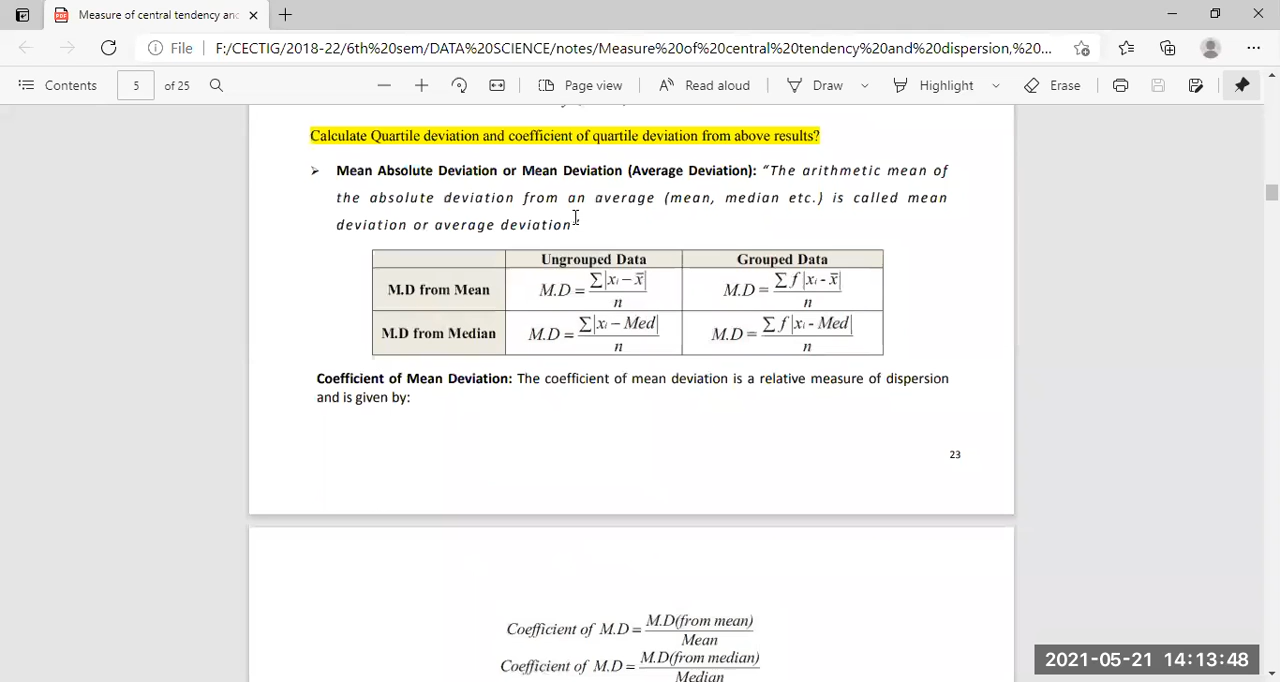 Measure of central tendency and
File F:/CECTIG/2018-22/6th%20sem/DATA%20SCIENCE/notes/Measure%20of%20central%20tendency%20and%20dispersion,%20...
Contents 5 of 25 Page view Read aloud Draw Highlight Erase
Calculate Quartile deviation and coefficient of quartile deviation from above results?
➢ Mean Absolute Deviation or Mean Deviation (Average Deviation): “The arithmetic mean of
the absolute deviation from an average (mean, median etc.) is called mean
deviation or average deviation
Ungrouped Data Grouped Data
M.D from Mean M.D = ∑|xᵢ − x̄| / n M.D = ∑f|xᵢ - x̄| / n
M.D from Median M.D = ∑|xᵢ − Med| / n M.D = ∑f|xᵢ - Med| / n
Coefficient of Mean Deviation: The coefficient of mean deviation is a relative measure of dispersion
and is given by:
23
Coefficient of M.D = M.D(from mean) / Mean
Coefficient of M.D = M.D(from median) / Median
2021-05-21 14:13:48